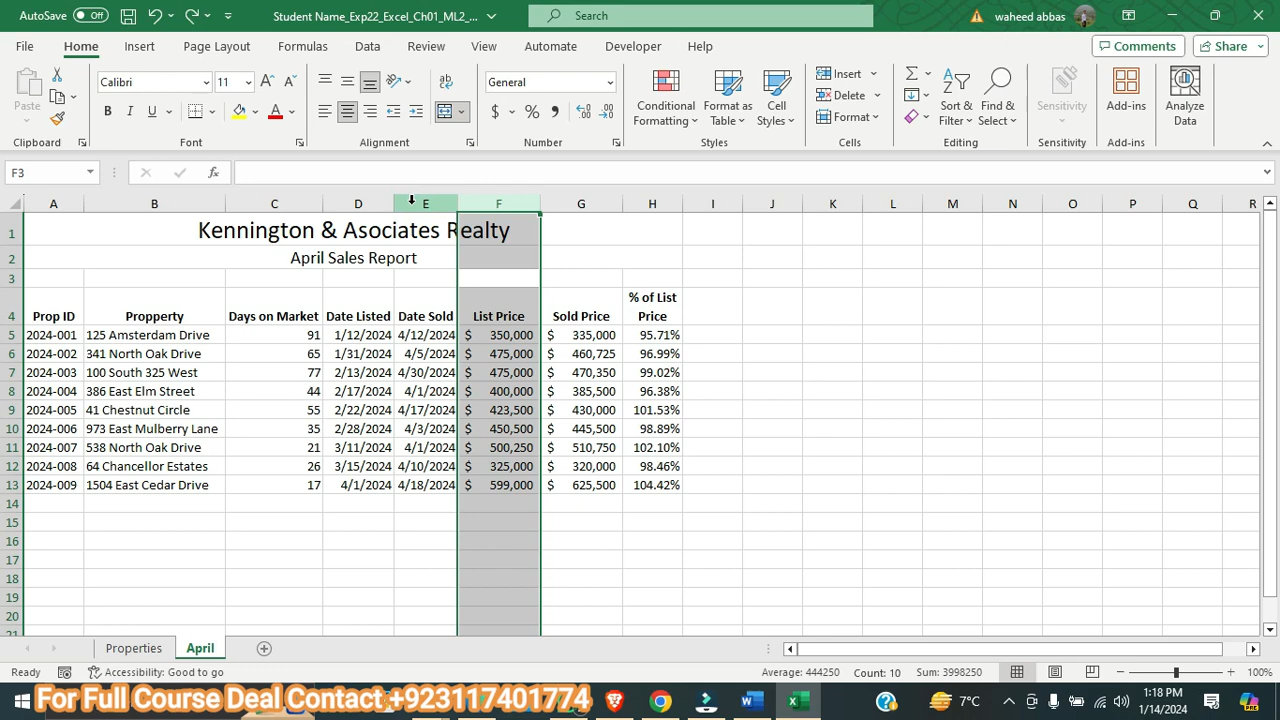 AutoSave Off Student Name_Exp22_Excel_Ch01_ML2_... Search waheed abbas
File Home Insert Page Layout Formulas Data Review View Automate Developer Help Comments Share
Paste Calibri 11 A A ab General Conditional Formatting Format as Table Cell Styles Insert Delete Format Sort & Filter Find & Select Sensitivity Add-ins Analyze Data
B I U A $ % 9
Clipboard Font Alignment Number Styles Cells Editing Sensitivity Add-ins
F3 fx
A B C D E F G H I J K L M N O P Q R
1 Kennington & Asociates Realty
2 April Sales Report
3
4 Prop ID Propperty Days on Market Date Listed Date Sold List Price Sold Price % of List Price
5 2024-001 125 Amsterdam Drive 91 1/12/2024 4/12/2024 $ 350,000 $ 335,000 95.71%
6 2024-002 341 North Oak Drive 65 1/31/2024 4/5/2024 $ 475,000 $ 460,725 96.99%
7 2024-003 100 South 325 West 77 2/13/2024 4/30/2024 $ 475,000 $ 470,350 99.02%
8 2024-004 386 East Elm Street 44 2/17/2024 4/1/2024 $ 400,000 $ 385,500 96.38%
9 2024-005 41 Chestnut Circle 55 2/22/2024 4/17/2024 $ 423,500 $ 430,000 101.53%
10 2024-006 973 East Mulberry Lane 35 2/28/2024 4/3/2024 $ 450,500 $ 445,500 98.89%
11 2024-007 538 North Oak Drive 21 3/11/2024 4/1/2024 $ 500,250 $ 510,750 102.10%
12 2024-008 64 Chancellor Estates 26 3/15/2024 4/10/2024 $ 325,000 $ 320,000 98.46%
13 2024-009 1504 East Cedar Drive 17 4/1/2024 4/18/2024 $ 599,000 $ 625,500 104.42%
14
15
16
17
18
19
20
21
Properties April
Ready Accessibility: Good to go Average: 444250 Count: 10 Sum: 3998250 100%
For Full Course Deal Contact +923117401774 7°C 1:18 PM
1/14/2024